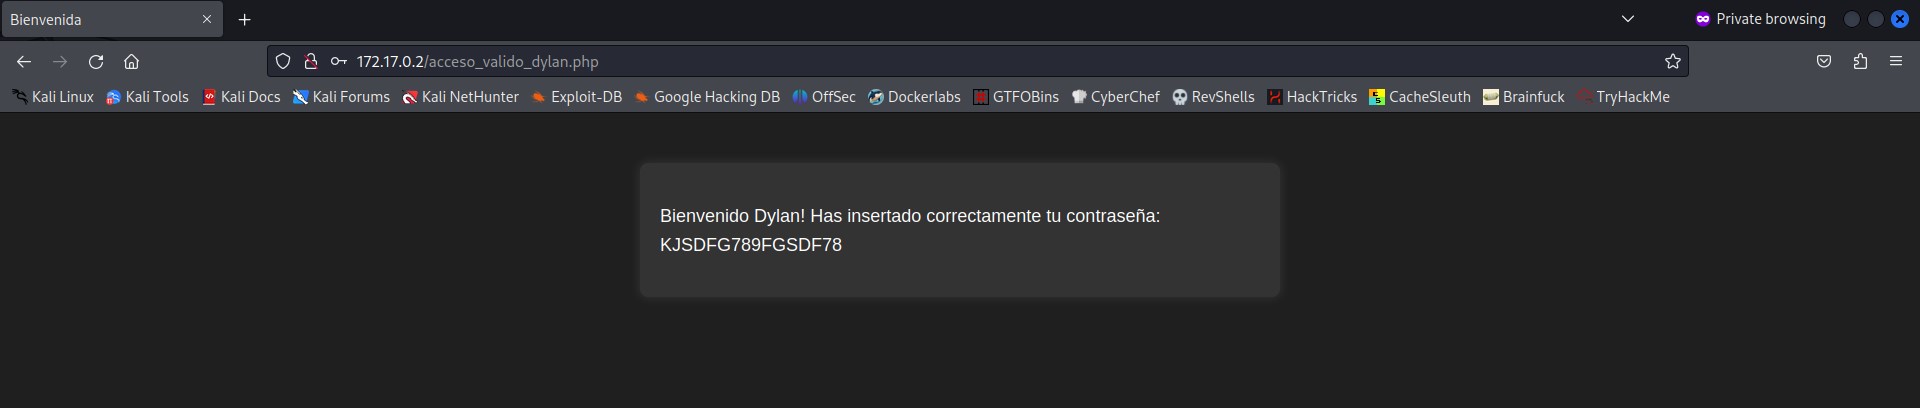 Bienvenida
Private browsing
172.17.0.2/acceso_valido_dylan.php
Kali Linux Kali Tools Kali Docs Kali Forums Kali NetHunter Exploit-DB Google Hacking DB OffSec Dockerlabs GTFOBins CyberChef RevShells HackTricks CacheSleuth Brainfuck TryHackMe
Bienvenido Dylan! Has insertado correctamente tu contraseña:
KJSDFG789FGSDF78